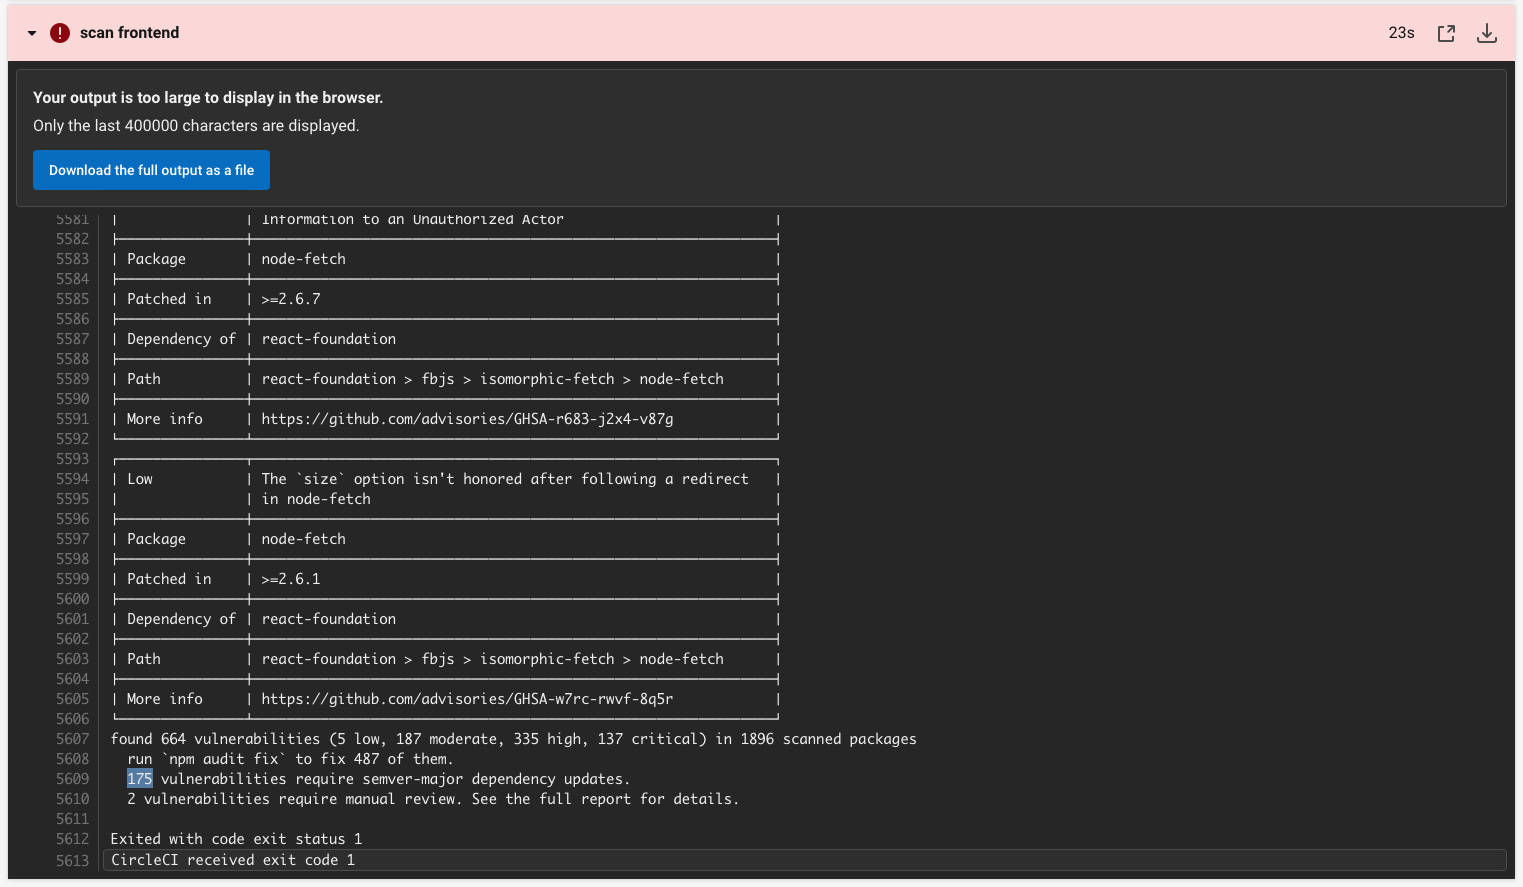 scan frontend 23s
Your output is too large to display in the browser.
Only the last 400000 characters are displayed.
Download the full output as a file
5581 | | Information to an Unauthorized Actor |
5582
5583 | Package | node-fetch |
5584
5585 | Patched in | >=2.6.7 |
5586
5587 | Dependency of | react-foundation |
5588
5589 | Path | react-foundation > fbjs > isomorphic-fetch > node-fetch |
5590
5591 | More info | https://github.com/advisories/GHSA-r683-j2x4-v87g |
5592
5593
5594 | Low | The `size` option isn't honored after following a redirect |
5595 | | in node-fetch |
5596
5597 | Package | node-fetch |
5598
5599 | Patched in | >=2.6.1 |
5600
5601 | Dependency of | react-foundation |
5602
5603 | Path | react-foundation > fbjs > isomorphic-fetch > node-fetch |
5604
5605 | More info | https://github.com/advisories/GHSA-w7rc-rwvf-8q5r |
5606
5607 found 664 vulnerabilities (5 low, 187 moderate, 335 high, 137 critical) in 1896 scanned packages
5608 run `npm audit fix` to fix 487 of them.
5609 175 vulnerabilities require semver-major dependency updates.
5610 2 vulnerabilities require manual review. See the full report for details.
5611
5612 Exited with code exit status 1
5613 CircleCI received exit code 1